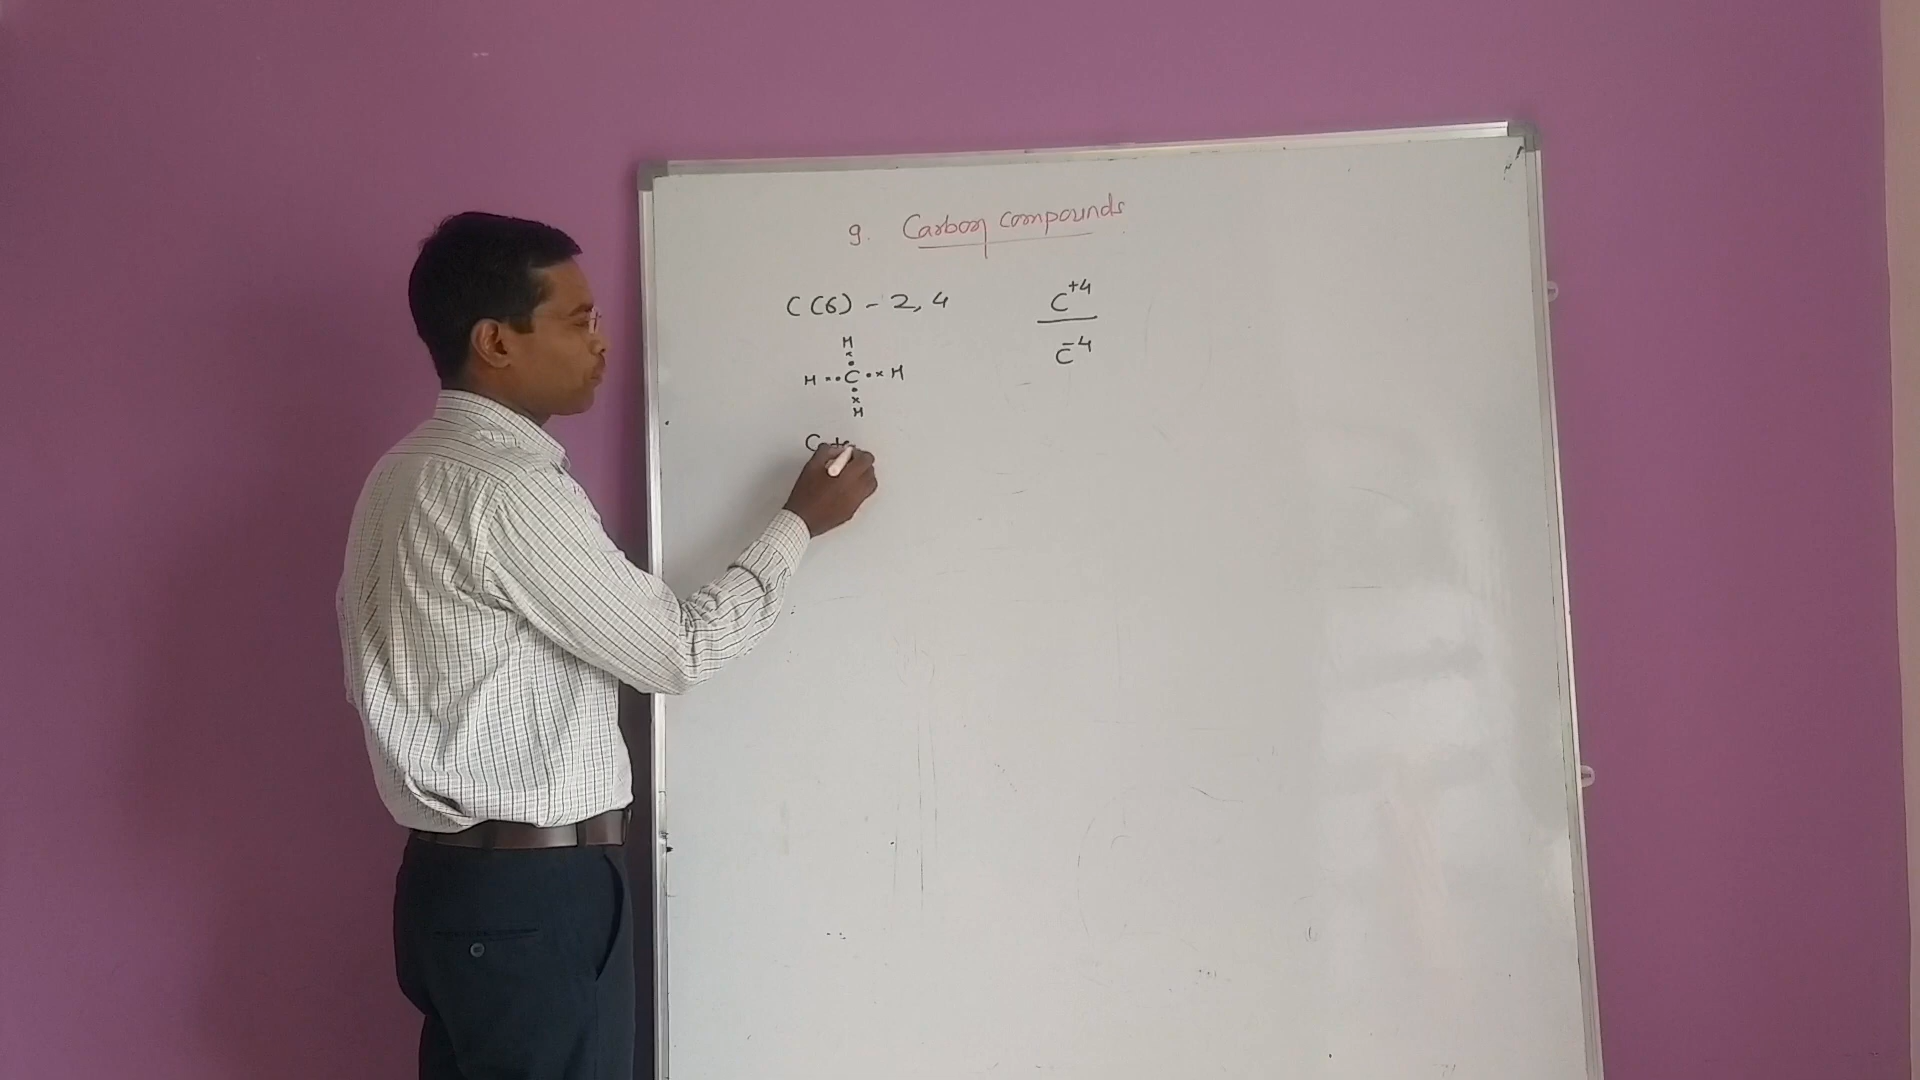 9. Carbon compounds
C (6) - 2, 4
C+4
C-4
H
H ×• C •× H
×
H